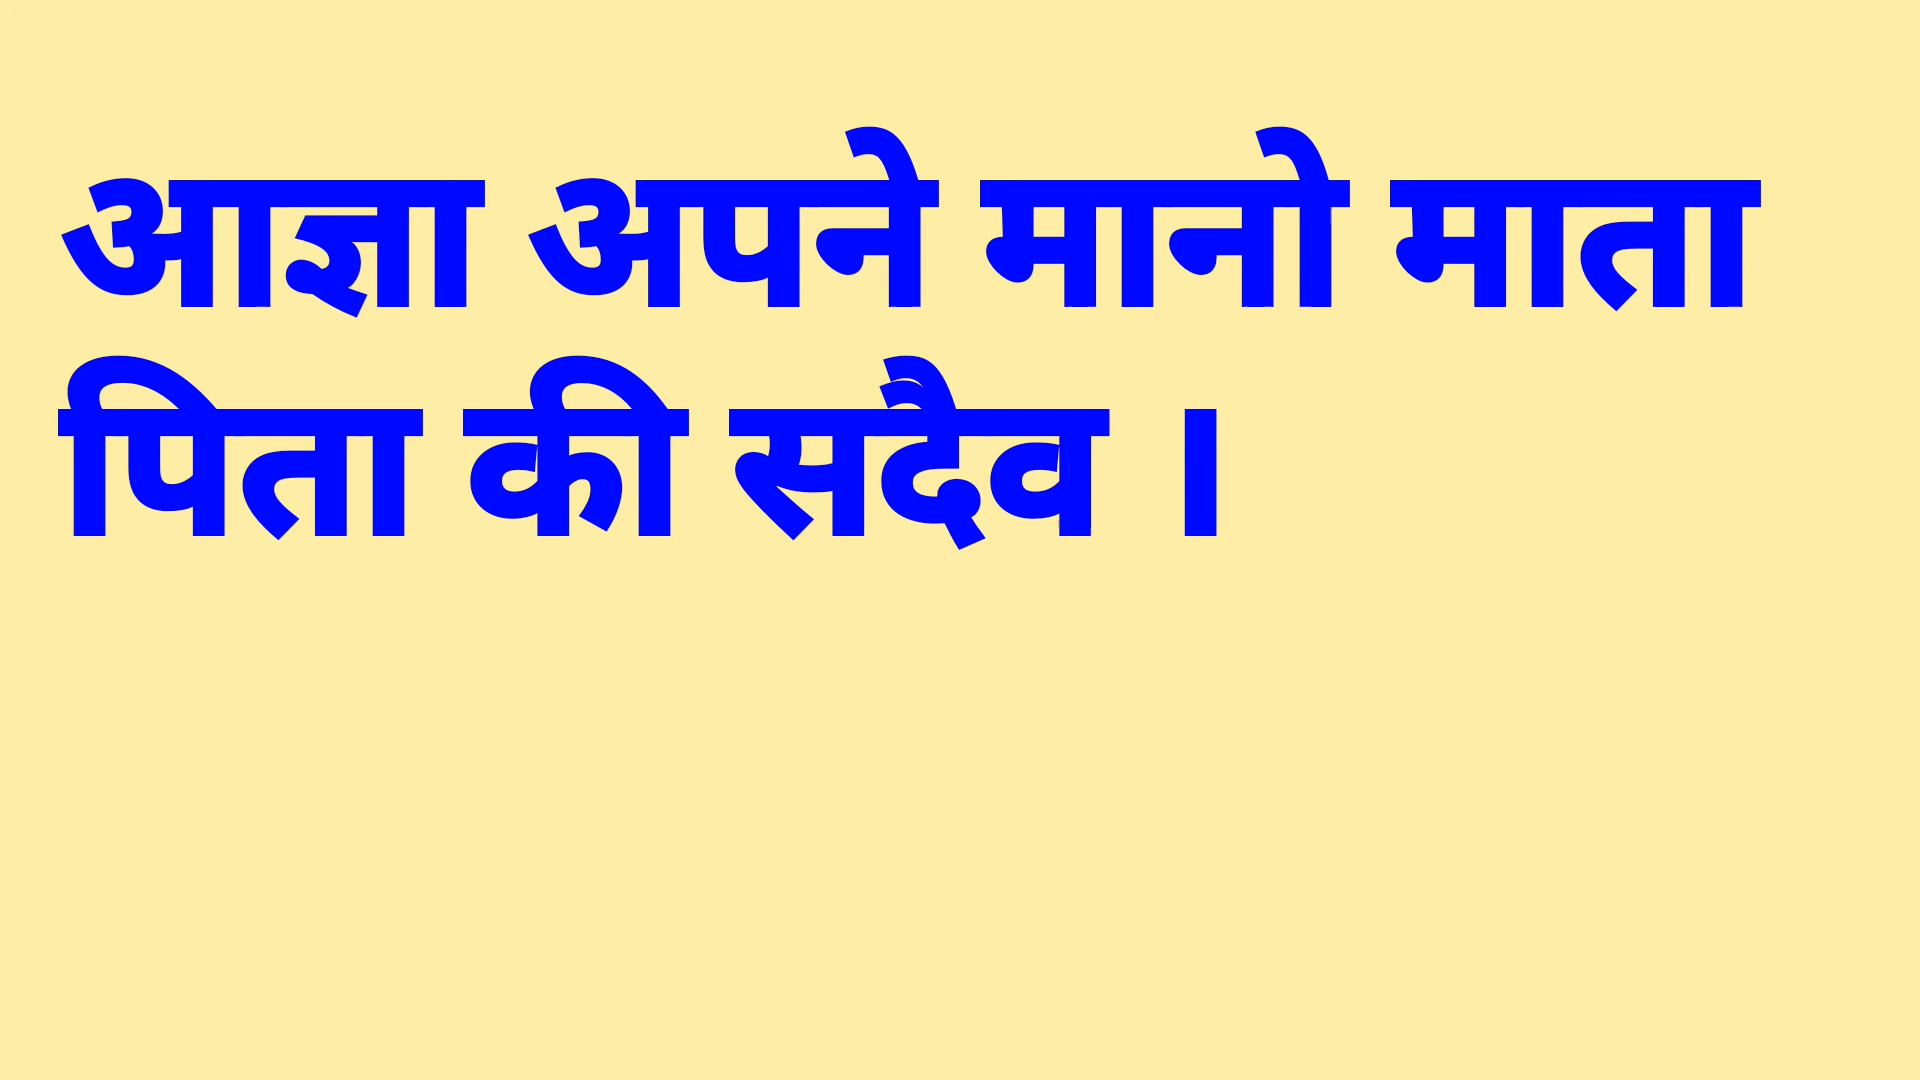 आज्ञा अपने मानो माता
पिता की सदैव ।